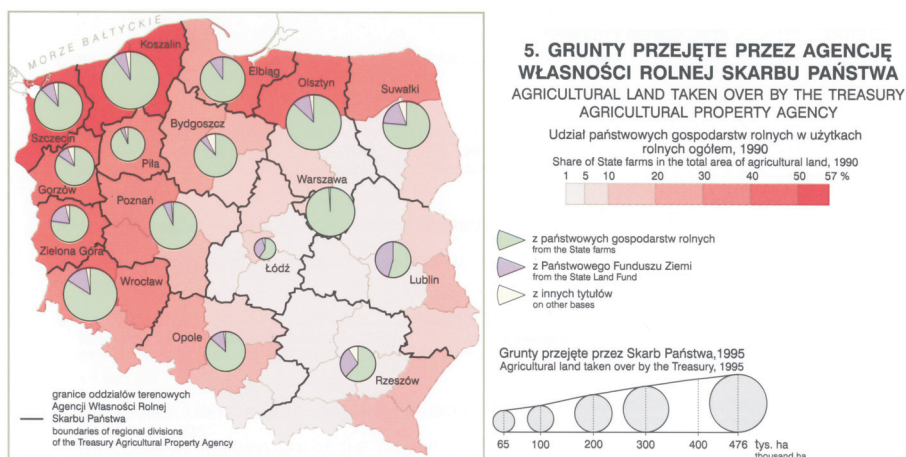 MORZE BAŁTYCKIE
Koszalin
Elbląg
Olsztyn
Suwałki
Szczecin
Bydgoszcz
Piła
Gorzów
Warszawa
Poznań
Zielona Góra
Łódź
Lublin
Wrocław
Opole
Rzeszów
granice oddziałów terenowych
Agencji Własności Rolnej
Skarbu Państwa
boundaries of regional divisions
of the Treasury Agricultural Property Agency
5. GRUNTY PRZEJĘTE PRZEZ AGENCJĘ
WŁASNOŚCI ROLNEJ SKARBU PAŃSTWA
AGRICULTURAL LAND TAKEN OVER BY THE TREASURY
AGRICULTURAL PROPERTY AGENCY
Udział państwowych gospodarstw rolnych w użytkach
rolnych ogółem, 1990
Share of State farms in the total area of agricultural land, 1990
1 5 10 20 30 40 50 57 %
z państwowych gospodarstw rolnych
from the State farms
z Państwowego Funduszu Ziemi
from the State Land Fund
z innych tytułów
on other bases
Grunty przejęte przez Skarb Państwa,1995
Agricultural land taken over by the Treasury, 1995
65 100 200 300 400 476 tys. ha
thousand ha